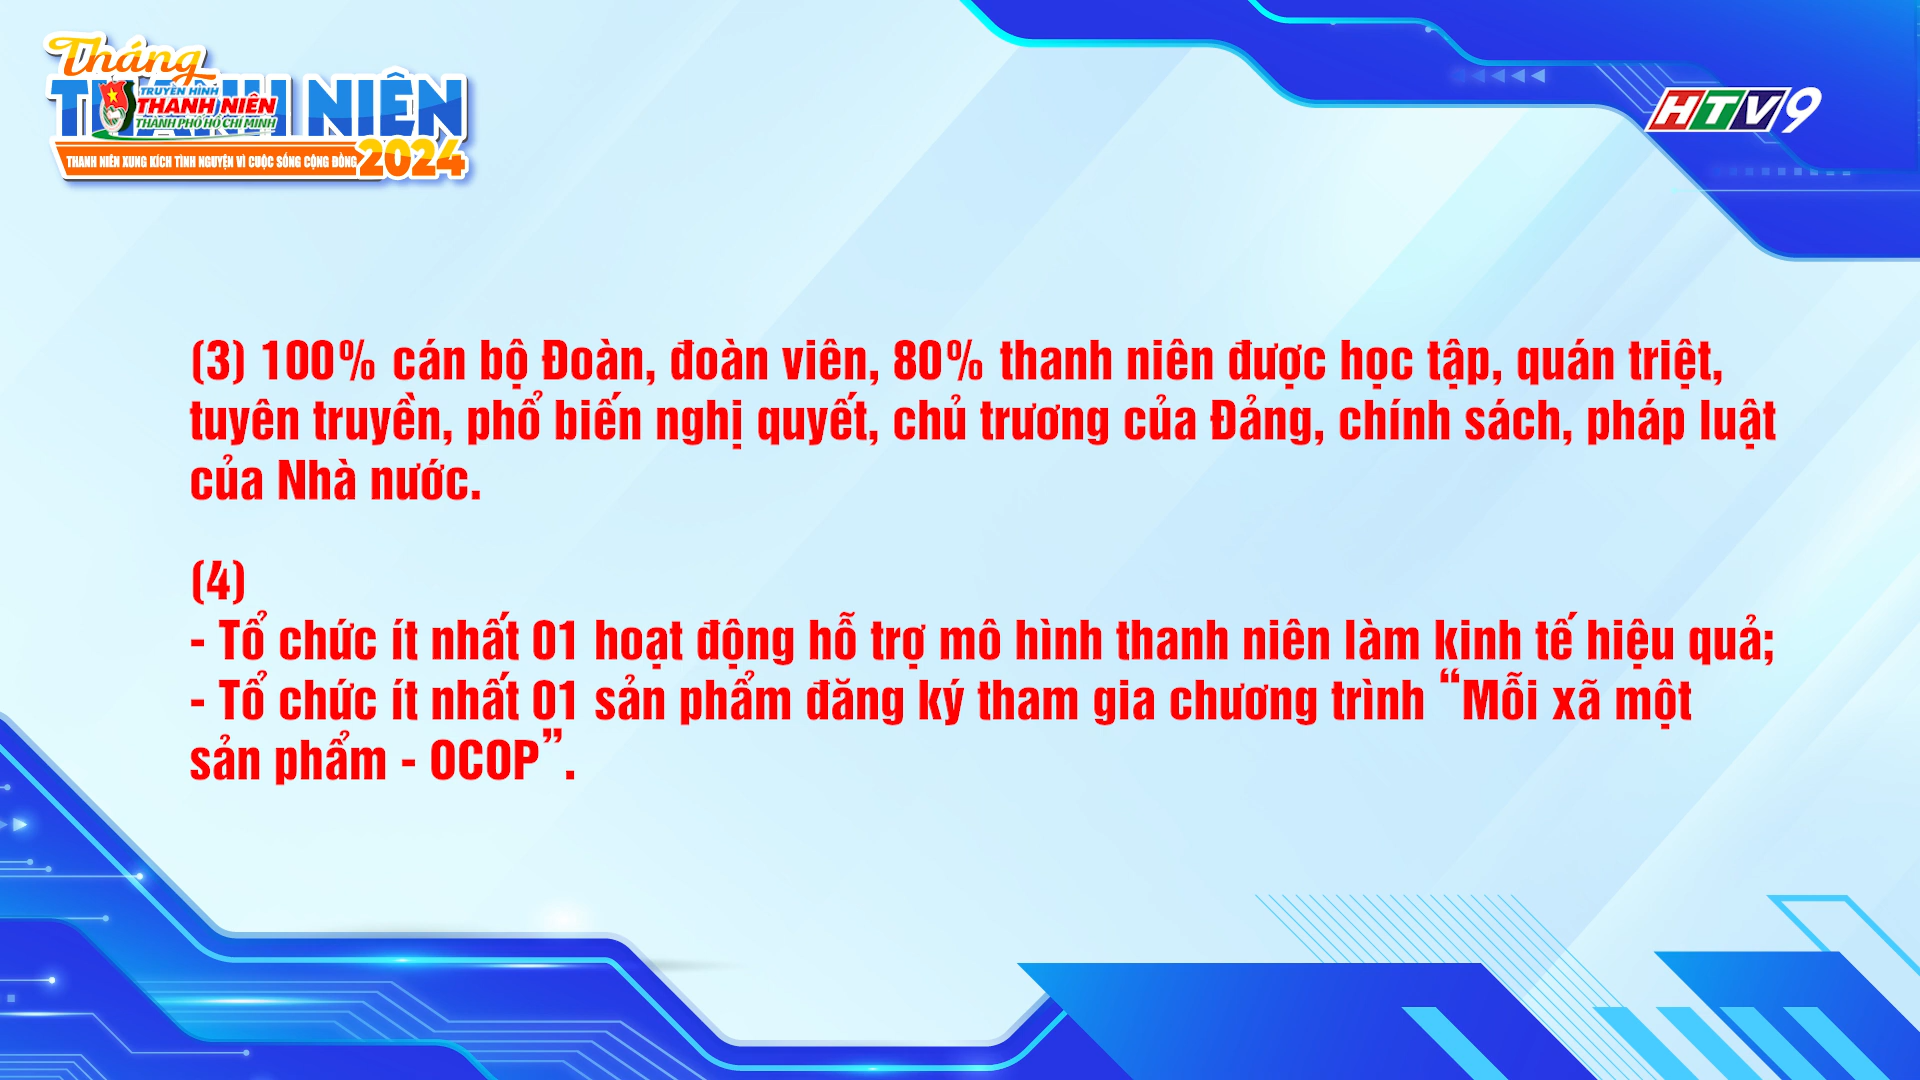 Tháng
THANH NIÊN
TRUYỀN HÌNH
THANH NIÊN
THÀNH PHỐ HỒ CHÍ MINH
THANH NIÊN XUNG KÍCH TÌNH NGUYỆN VÌ CUỘC SỐNG CỘNG ĐỒNG
2024
HTV9
(3) 100% cán bộ Đoàn, đoàn viên, 80% thanh niên được học tập, quán triệt,
tuyên truyền, phổ biến nghị quyết, chủ trương của Đảng, chính sách, pháp luật
của Nhà nước.
(4)
- Tổ chức ít nhất 01 hoạt động hỗ trợ mô hình thanh niên làm kinh tế hiệu quả;
- Tổ chức ít nhất 01 sản phẩm đăng ký tham gia chương trình “Mỗi xã một
sản phẩm - OCOP”.